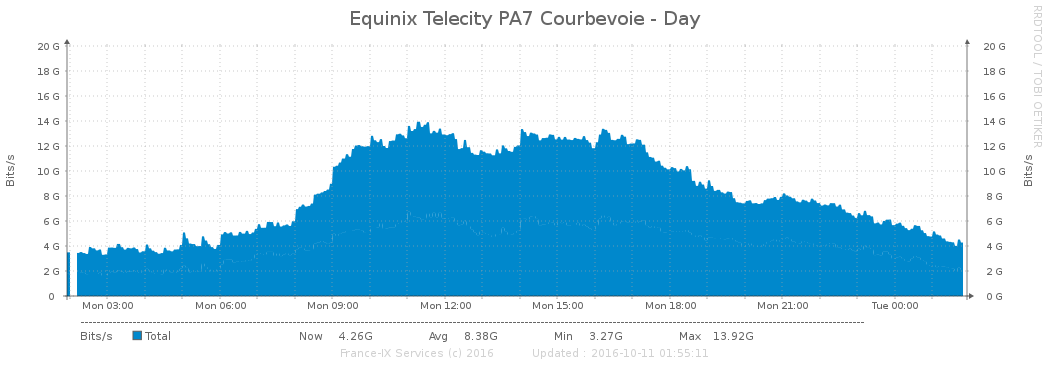 Equinix Telecity PA7 Courbevoie - Day
RRDTOOL / TOBI OETIKER
Bits/s
20 G 20 G
18 G 18 G
16 G 16 G
14 G 14 G
12 G 12 G
10 G 10 G
8 G 8 G
6 G 6 G
4 G 4 G
2 G 2 G
0 0 G
Bits/s
Mon 03:00 Mon 06:00 Mon 09:00 Mon 12:00 Mon 15:00 Mon 18:00 Mon 21:00 Tue 00:00
Bits/s Total Now 4.26G Avg 8.38G Min 3.27G Max 13.92G
France-IX Services (c) 2016 Updated : 2016-10-11 01:55:11